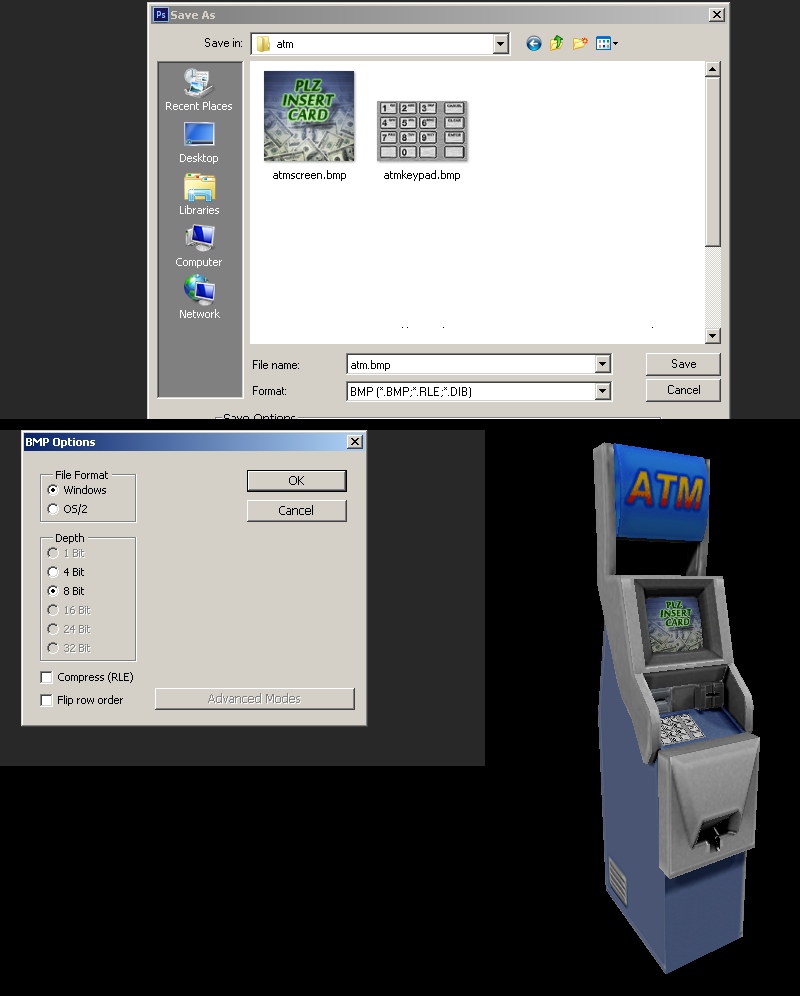 Ps Save As
Save in: atm
Recent Places
Desktop
Libraries
Computer
Network
PLZ
INSERT
CARD
1 2 3 CANCEL
4 5 6
7 8 9 ENTER
0
atmscreen.bmp
atmkeypad.bmp
File name: atm.bmp Save
Format: BMP (*.BMP;*.RLE;*.DIB) Cancel
Save Options
BMP Options
File Format
Windows
OS/2
OK
Cancel
Depth
1 Bit
4 Bit
8 Bit
16 Bit
24 Bit
32 Bit
Compress (RLE)
Flip row order
Advanced Modes
ATM
PLZ
INSERT
CARD